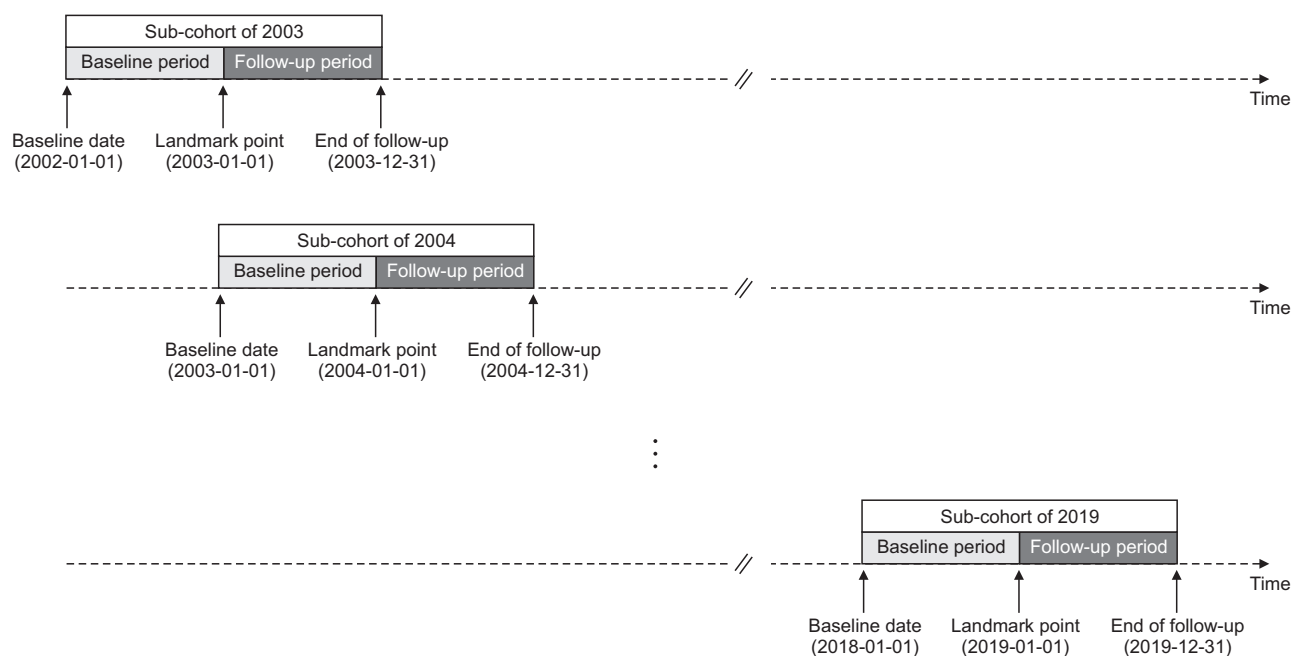 Sub-cohort of 2003
Baseline period Follow-up period
Time
Baseline date Landmark point End of follow-up
(2002-01-01) (2003-01-01) (2003-12-31)
Sub-cohort of 2004
Baseline period Follow-up period
Time
Baseline date Landmark point End of follow-up
(2003-01-01) (2004-01-01) (2004-12-31)
Sub-cohort of 2019
Baseline period Follow-up period
Time
Baseline date Landmark point End of follow-up
(2018-01-01) (2019-01-01) (2019-12-31)